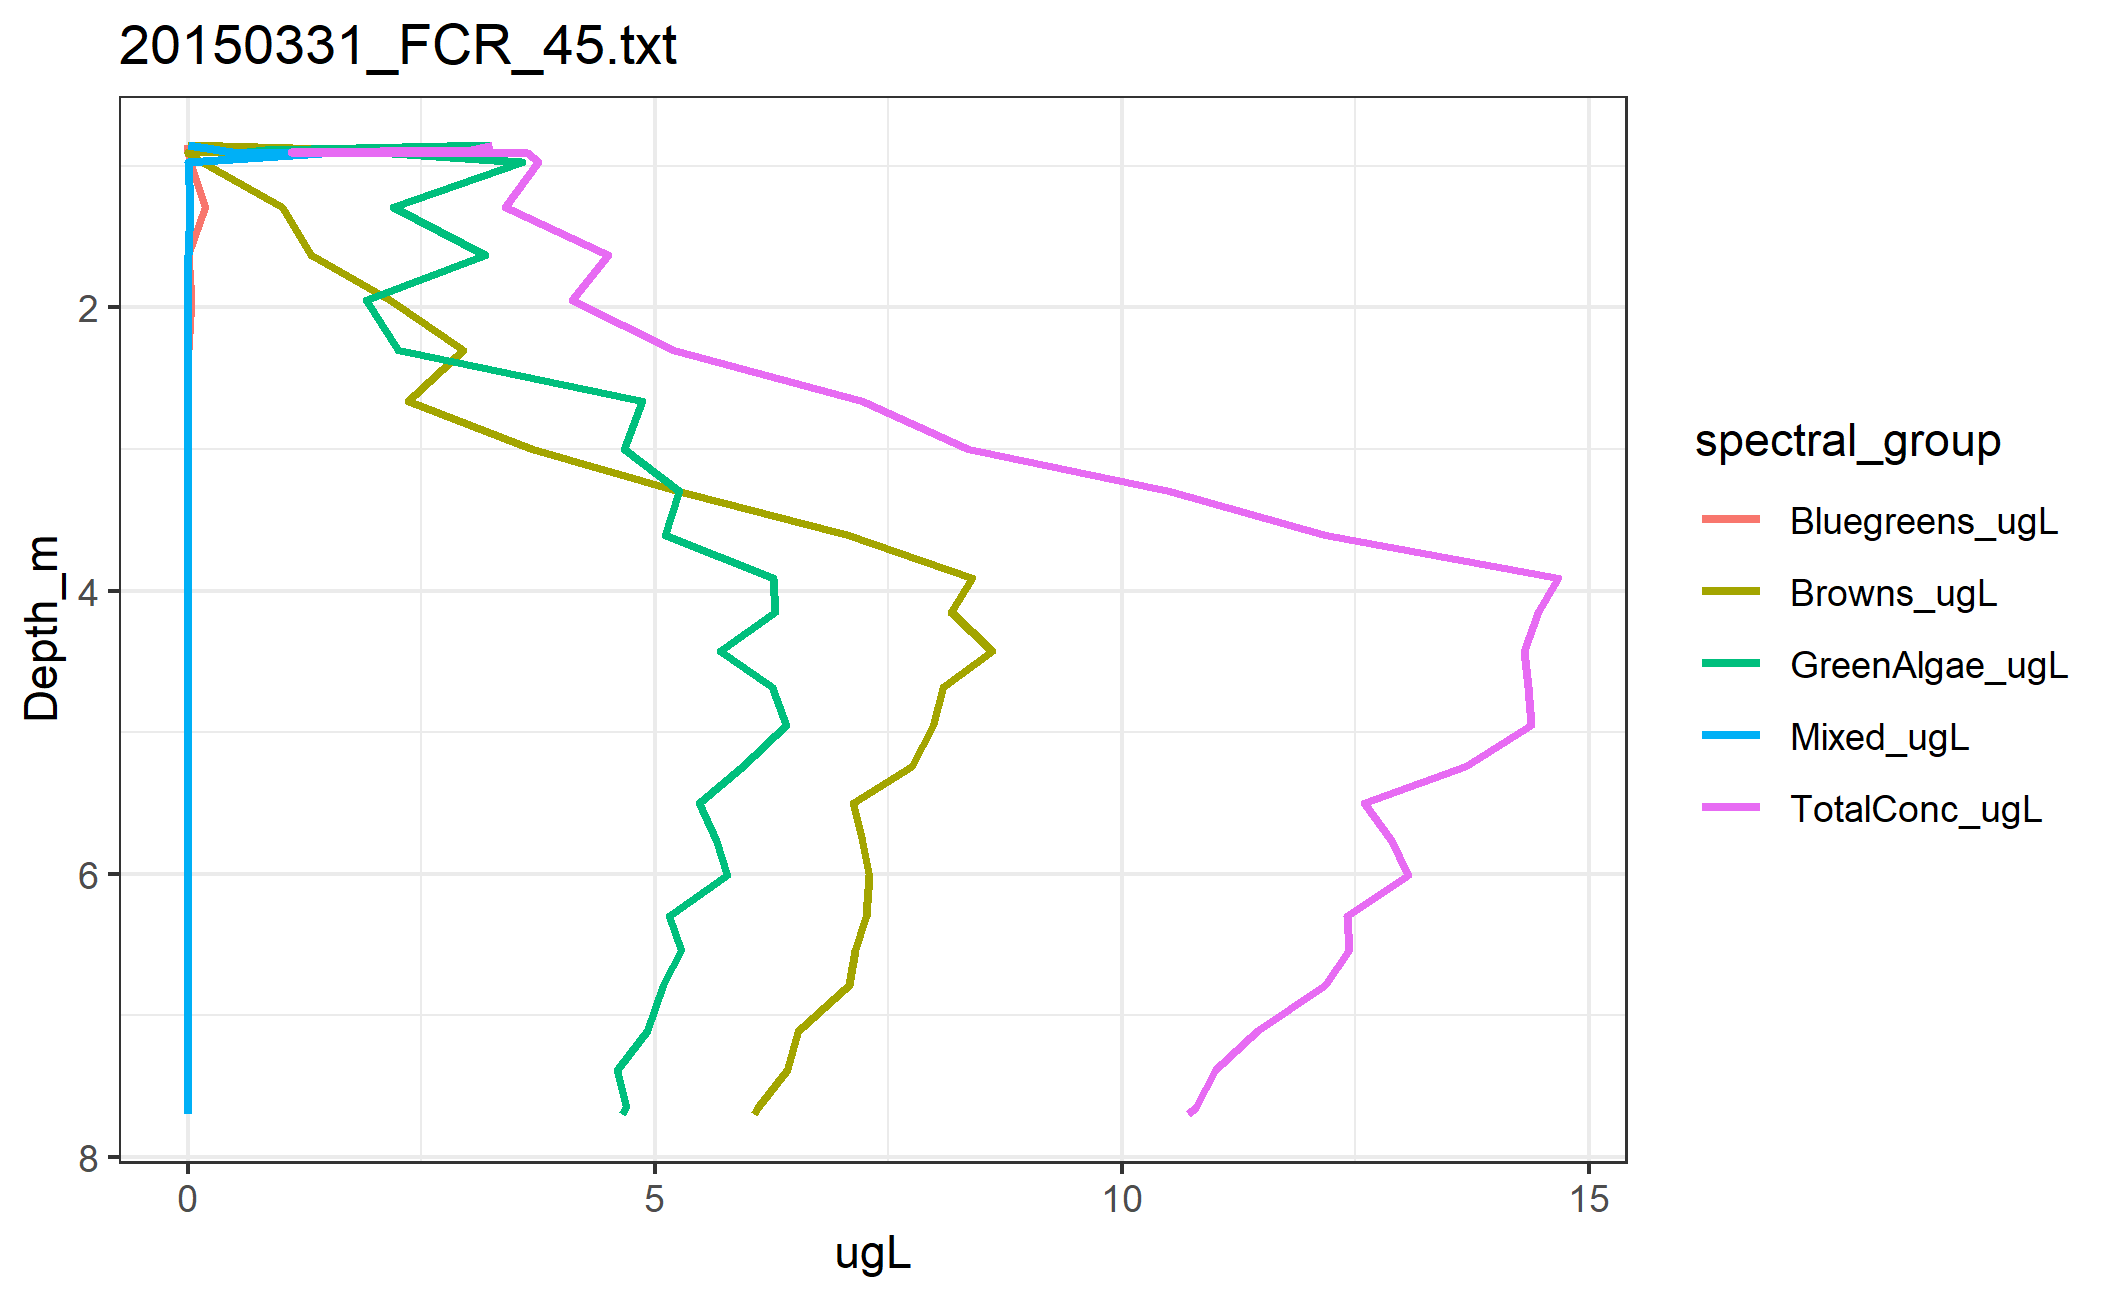 20150331_FCR_45.txt
Depth_m
2
4
6
8
0 5 10 15
ugL
spectral_group
Bluegreens_ugL
Browns_ugL
GreenAlgae_ugL
Mixed_ugL
TotalConc_ugL